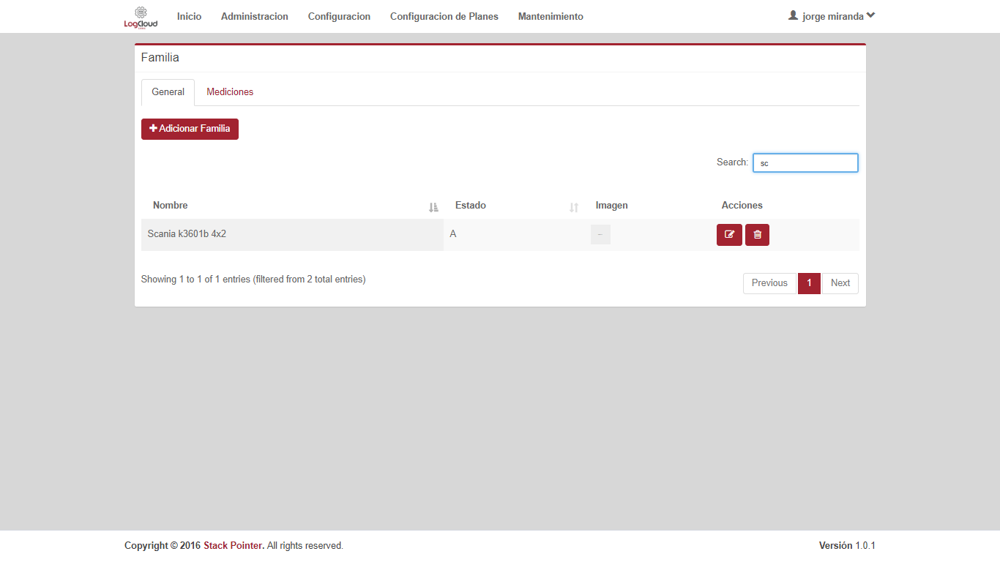 LogCloud
Inicio Administracion Configuracion Configuracion de Planes Mantenimiento jorge miranda
Familia
General Mediciones
Adicionar Familia
Search: sc
Nombre Estado Imagen Acciones
Scania k3601b 4x2 A
Showing 1 to 1 of 1 entries (filtered from 2 total entries)
Previous 1 Next
Copyright © 2016 Stack Pointer. All rights reserved. Versión 1.0.1